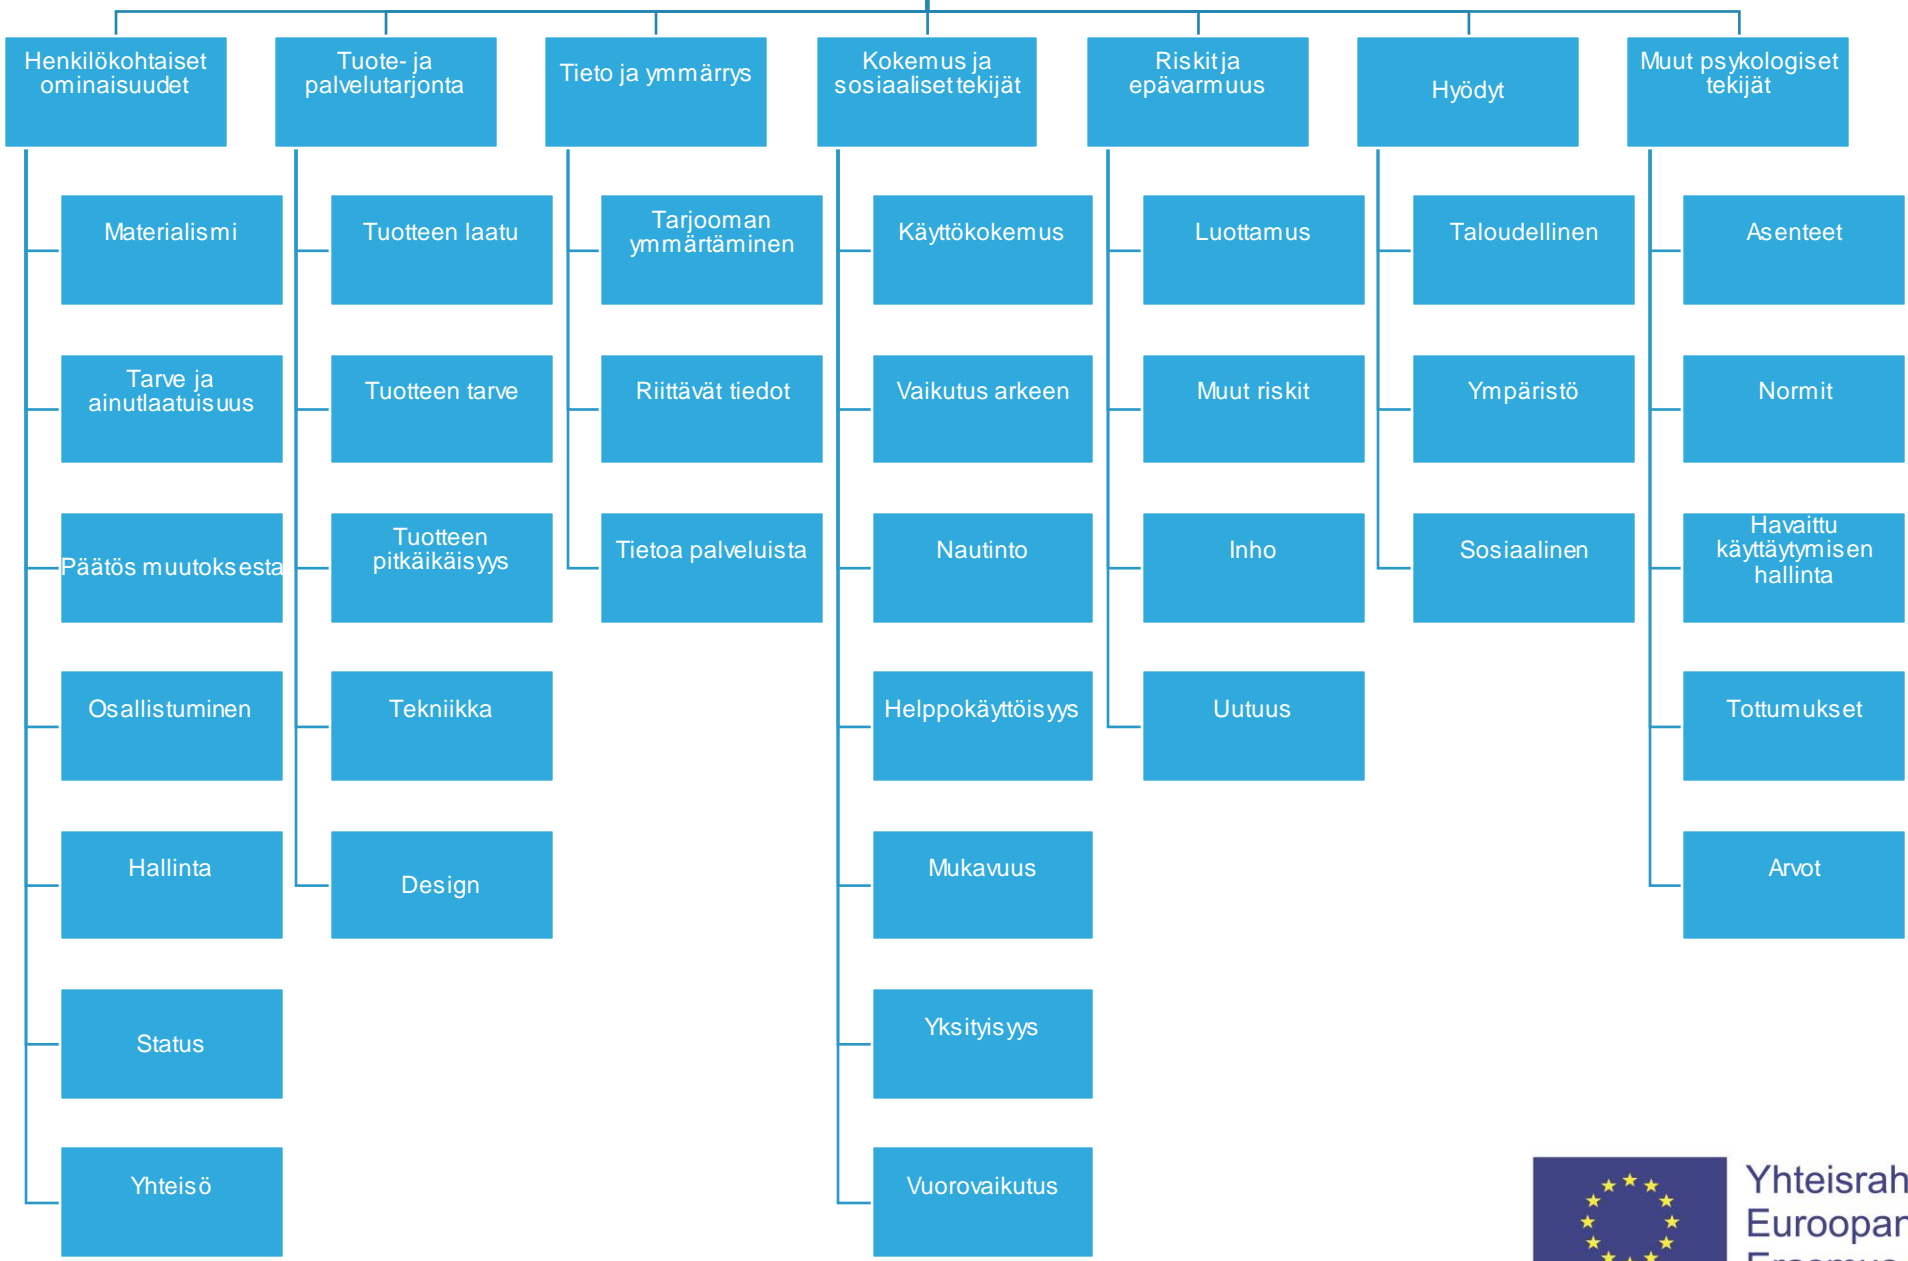 Henkilökohtaiset
ominaisuudet
Materialismi
Tarve ja
ainutlaatuisuus
Päätös muutoksesta
Osallistuminen
Hallinta
Status
Yhteisö
Tuote- ja
palvelutarjonta
Tuotteen laatu
Tuotteen tarve
Tuotteen
pitkäikäisyys
Tekniikka
Design
Tieto ja ymmärrys
Tarjooman
ymmärtäminen
Riittävät tiedot
Tietoa palveluista
Kokemus ja
sosiaaliset tekijät
Käyttökokemus
Vaikutus arkeen
Nautinto
Helppokäyttöisyys
Mukavuus
Yksityisyys
Vuorovaikutus
Riskit ja
epävarmuus
Luottamus
Muut riskit
Inho
Uutuus
Hyödyt
Taloudellinen
Ympäristö
Sosiaalinen
Muut psykologiset
tekijät
Asenteet
Normit
Havaittu
käyttäytymisen
hallinta
Tottumukset
Arvot
Yhteisrah
Euroopan